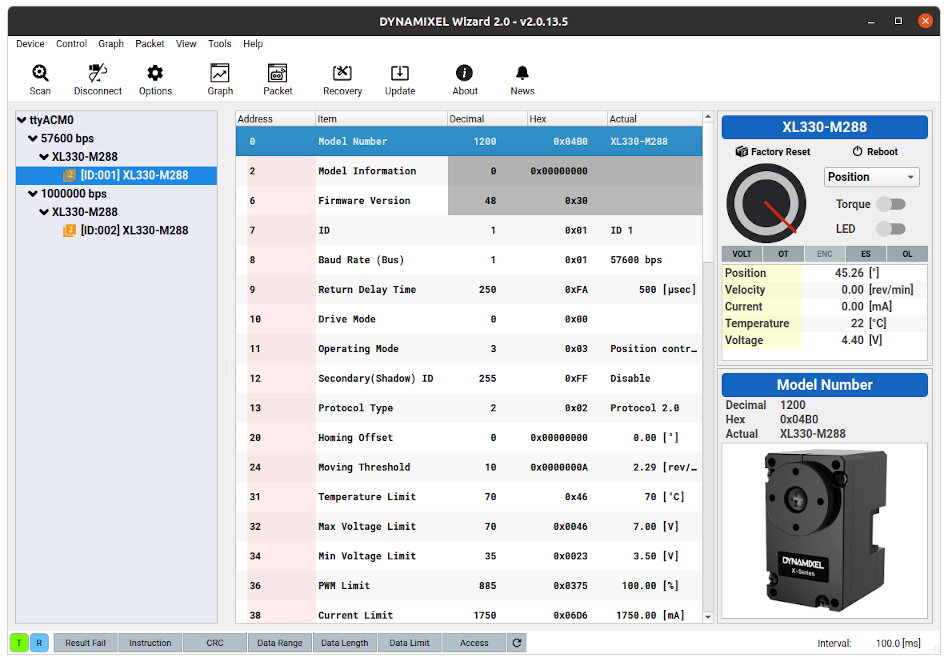 DYNAMIXEL Wizard 2.0 - v2.0.13.5
Device Control Graph Packet View Tools Help
Scan Disconnect Options Graph Packet Recovery Update About News
ttyACM0
57600 bps
XL330-M288
2 [ID:001] XL330-M288
1000000 bps
XL330-M288
2 [ID:002] XL330-M288
Address Item Decimal Hex Actual
0 Model Number 1200 0x04B0 XL330-M288
2 Model Information 0 0x00000000
6 Firmware Version 48 0x30
7 ID 1 0x01 ID 1
8 Baud Rate (Bus) 1 0x01 57600 bps
9 Return Delay Time 250 0xFA 500 [μsec]
10 Drive Mode 0 0x00
11 Operating Mode 3 0x03 Position contr…
12 Secondary(Shadow) ID 255 0xFF Disable
13 Protocol Type 2 0x02 Protocol 2.0
20 Homing Offset 0 0x00000000 0.00 [°]
24 Moving Threshold 10 0x0000000A 2.29 [rev/…
31 Temperature Limit 70 0x46 70 [°C]
32 Max Voltage Limit 70 0x0046 7.00 [V]
34 Min Voltage Limit 35 0x0023 3.50 [V]
36 PWM Limit 885 0x0375 100.00 [%]
38 Current Limit 1750 0x06D6 1750.00 [mA]
XL330-M288
Factory Reset Reboot
Position
Torque
LED
VOLT OT ENC ES OL
Position 45.26 [°]
Velocity 0.00 [rev/min]
Current 0.00 [mA]
Temperature 22 [°C]
Voltage 4.40 [V]
Model Number
Decimal 1200
Hex 0x04B0
Actual XL330-M288
DYNAMIXEL
X-Series
T R Result Fail Instruction CRC Data Range Data Length Data Limit Access Interval: 100.0 [ms]